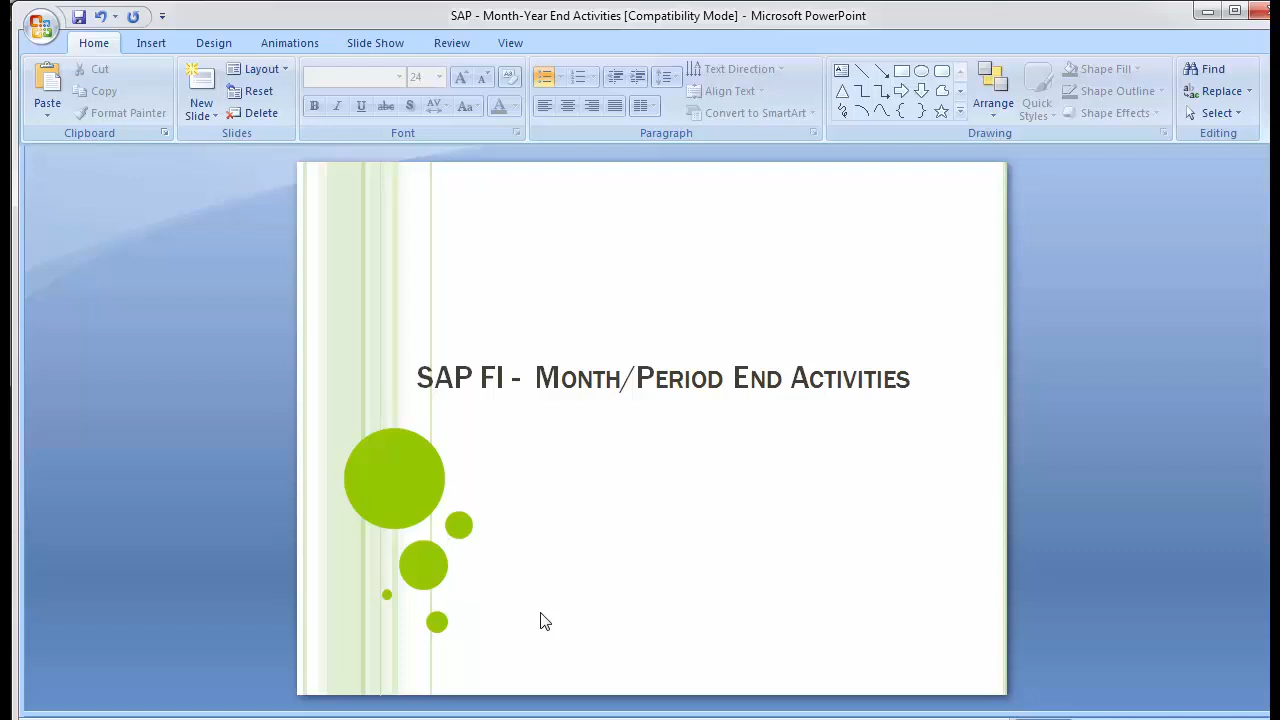 SAP - Month-Year End Activities [Compatibility Mode] - Microsoft PowerPoint
Home Insert Design Animations Slide Show Review View
Paste
Cut
Copy
Format Painter
Clipboard
New
Slide
Layout
Reset
Delete
Slides
24
B I U abc S AV Aa A
Font
Text Direction
Align Text
Convert to SmartArt
Paragraph
Arrange
Quick
Styles
Shape Fill
Shape Outline
Shape Effects
Drawing
Find
Replace
Select
Editing
SAP FI - Month/Period End Activities